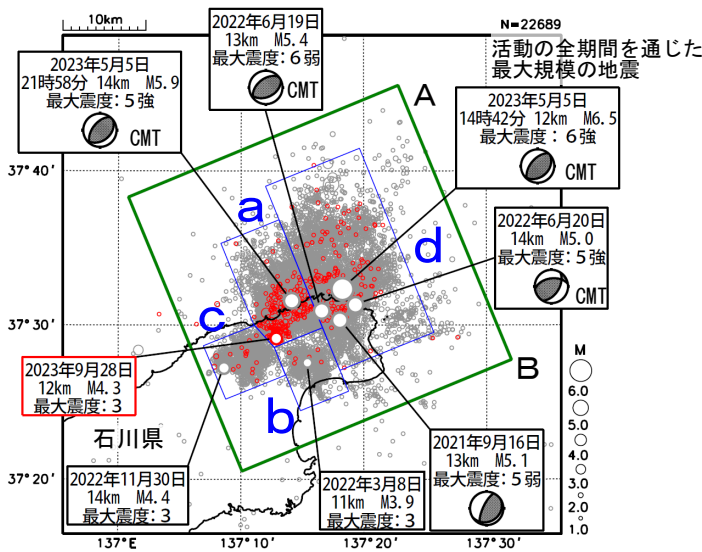 10km
N=22689
活動の全期間を通じた
最大規模の地震
2022年6月19日
13km M5.4
最大震度:6弱
CMT
2023年5月5日
21時58分 14km M5.9
最大震度:5強
CMT
A
2023年5月5日
14時42分 12km M6.5
最大震度:6強
CMT
37°40′
a
d
2022年6月20日
14km M5.0
最大震度:5強
CMT
37°30′
c
2023年9月28日
12km M4.3
最大震度:3
B
M
6.0
5.0
4.0
3.0
2.0
1.0
b
石川県
2021年9月16日
13km M5.1
最大震度:5弱
37°20′
2022年11月30日
14km M4.4
最大震度:3
2022年3月8日
11km M3.9
最大震度:3
137°E
137°10′
137°20′
137°30′